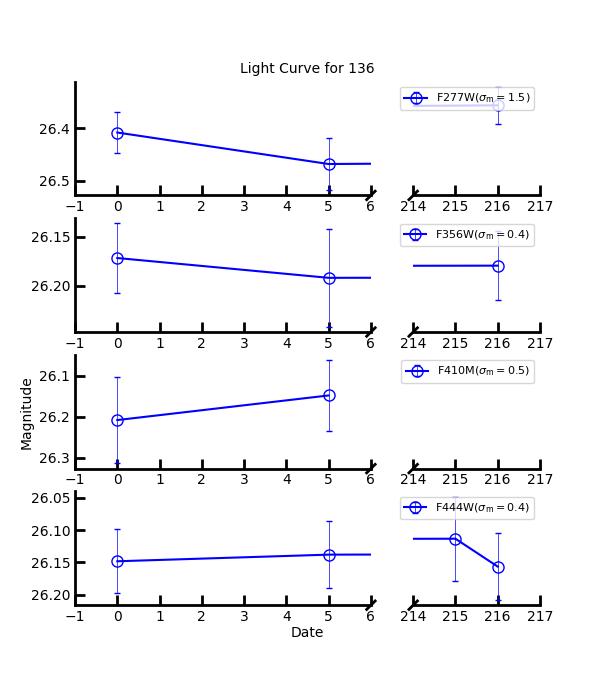 Light Curve for 136
F277W(σm = 1.5)
26.4
26.5
−1 0 1 2 3 4 5 6 214 215 216 217
F356W(σm = 0.4)
26.15
26.20
−1 0 1 2 3 4 5 6 214 215 216 217
F410M(σm = 0.5)
26.1
26.2
26.3
−1 0 1 2 3 4 5 6 214 215 216 217
Magnitude
F444W(σm = 0.4)
26.05
26.10
26.15
26.20
−1 0 1 2 3 4 5 6 214 215 216 217
Date